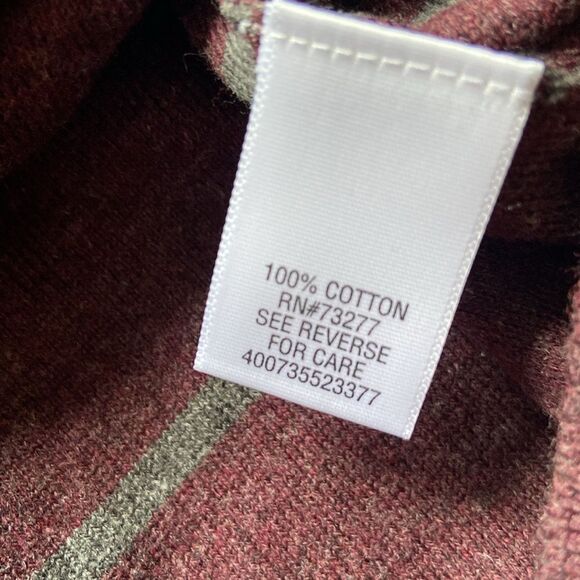 100% COTTON
RN#73277
SEE REVERSE
FOR CARE
400735523377